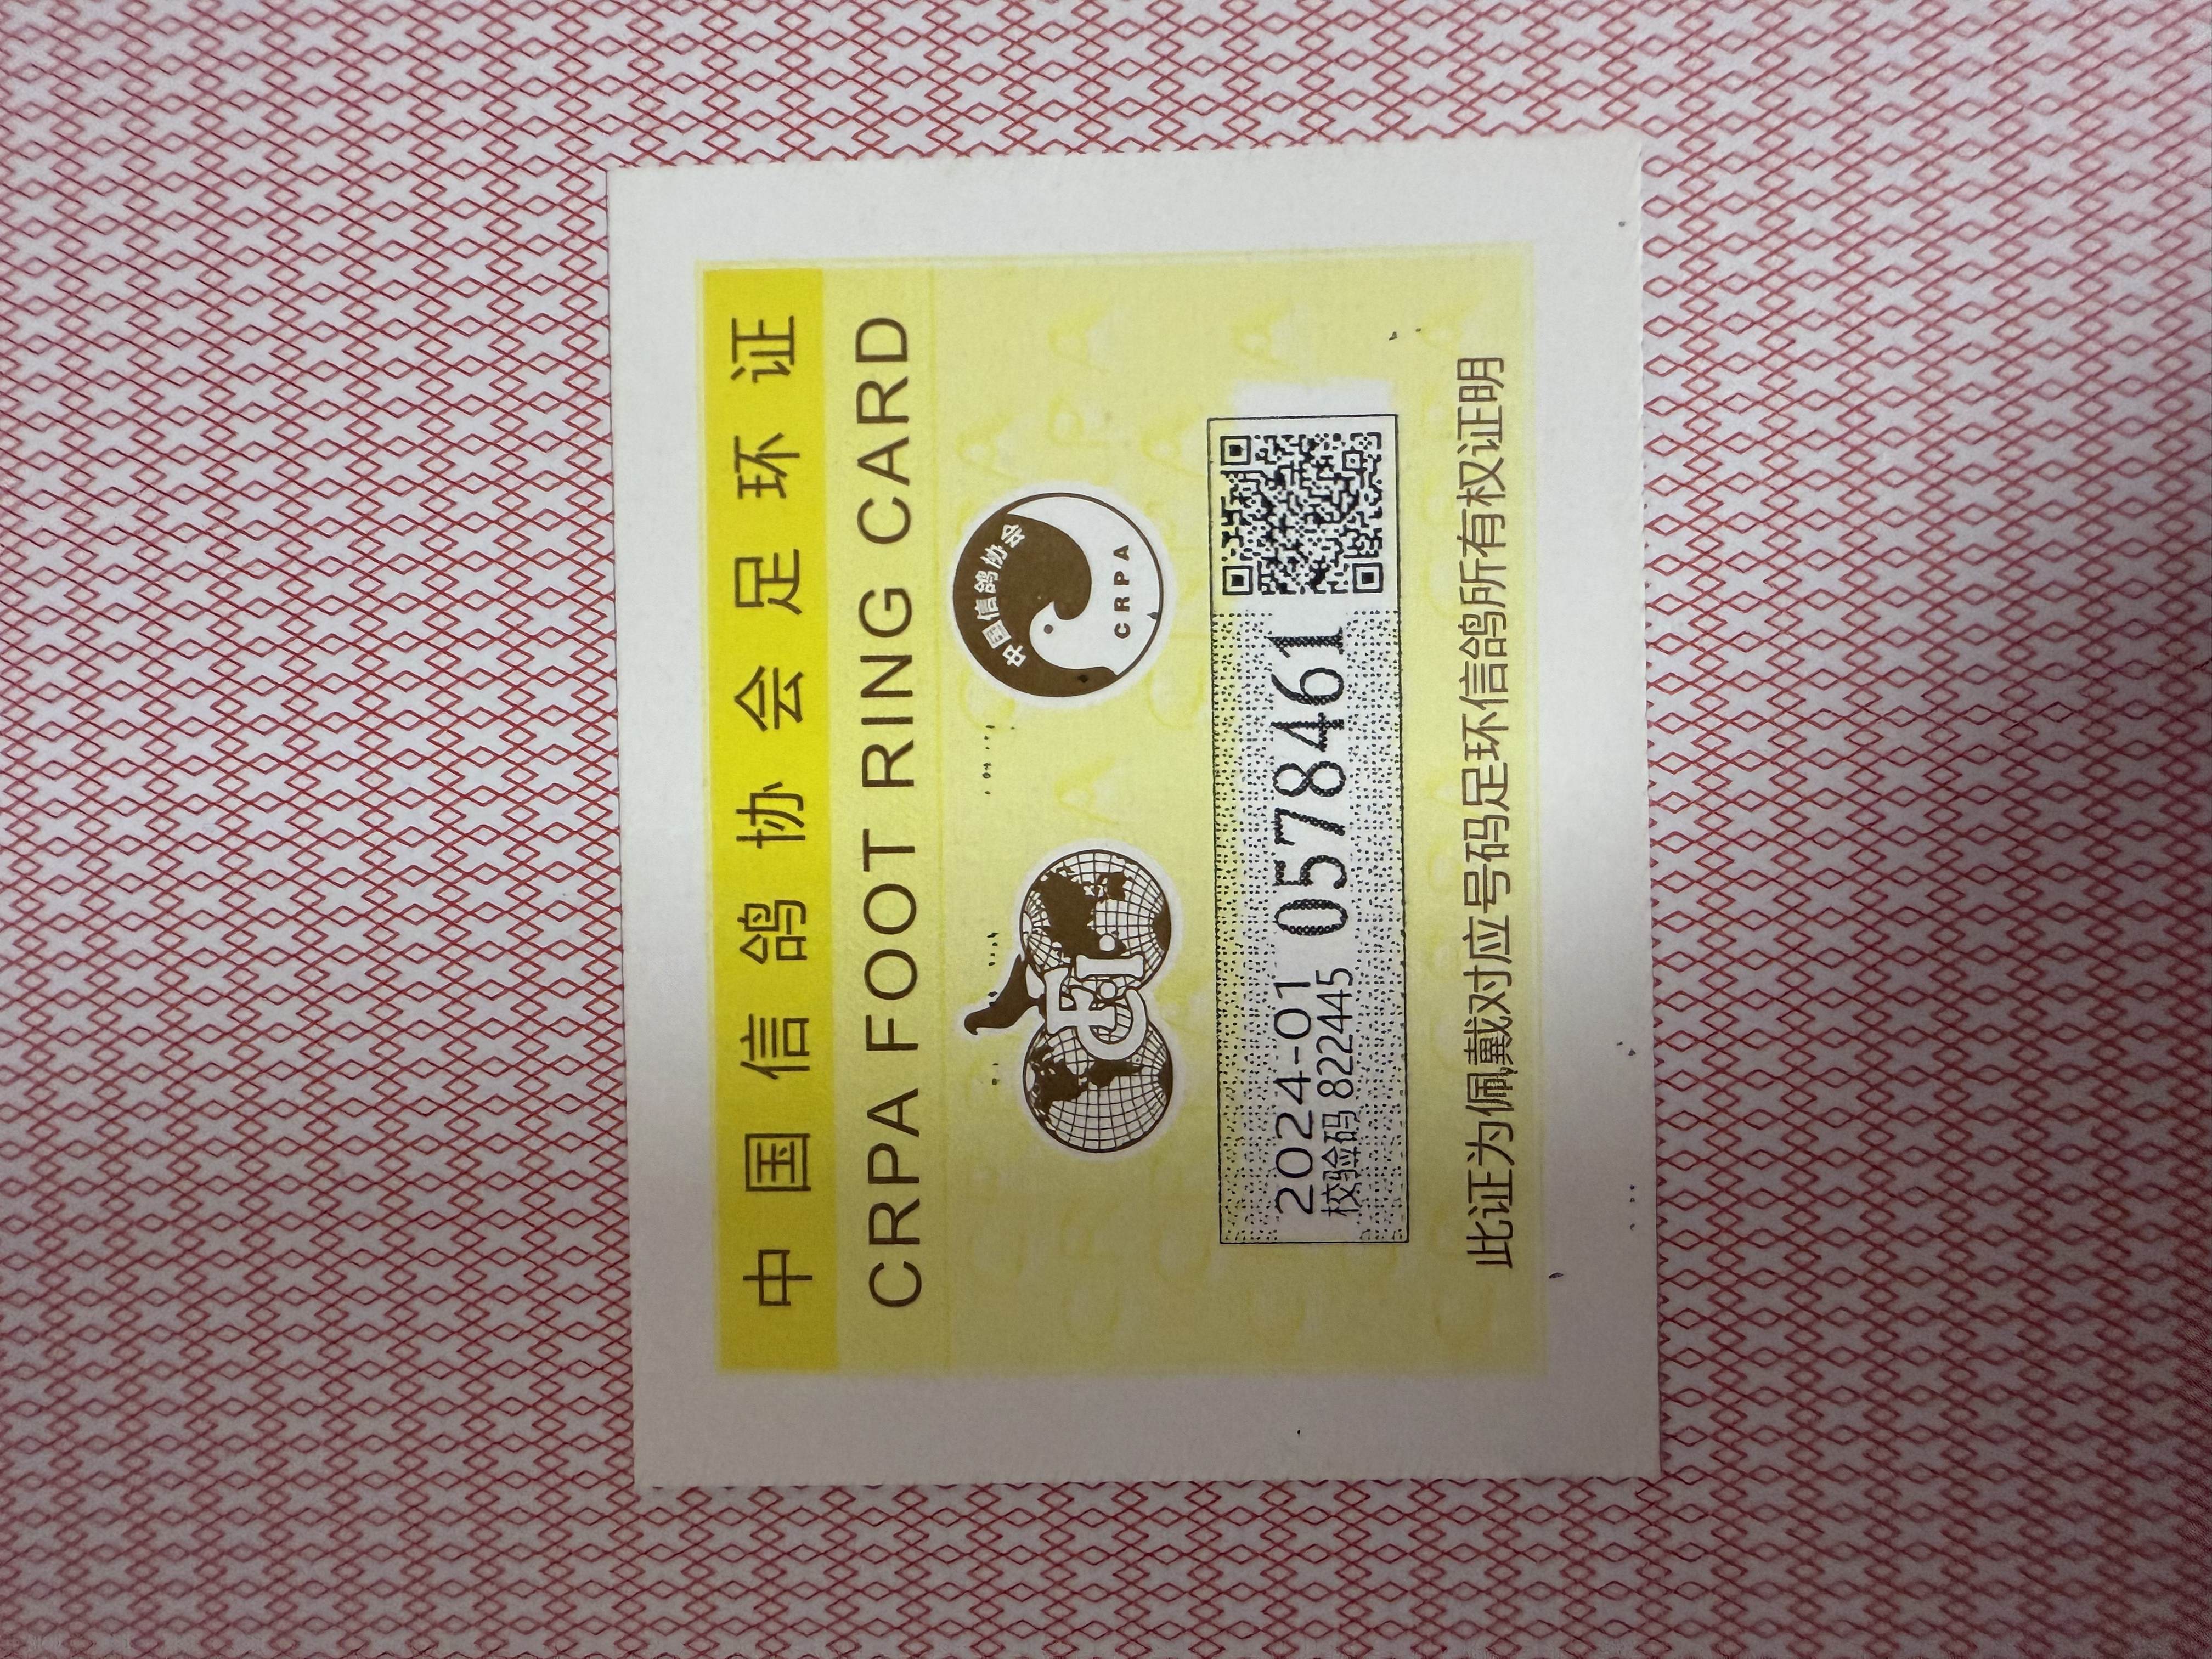 中国信鸽协会足环证
CRPA FOOT RING CARD
FCI
中国信鸽协会
CRPA
2024-01 0578461
校验码 822445
此证为佩戴对应号码足环信鸽所有权证明